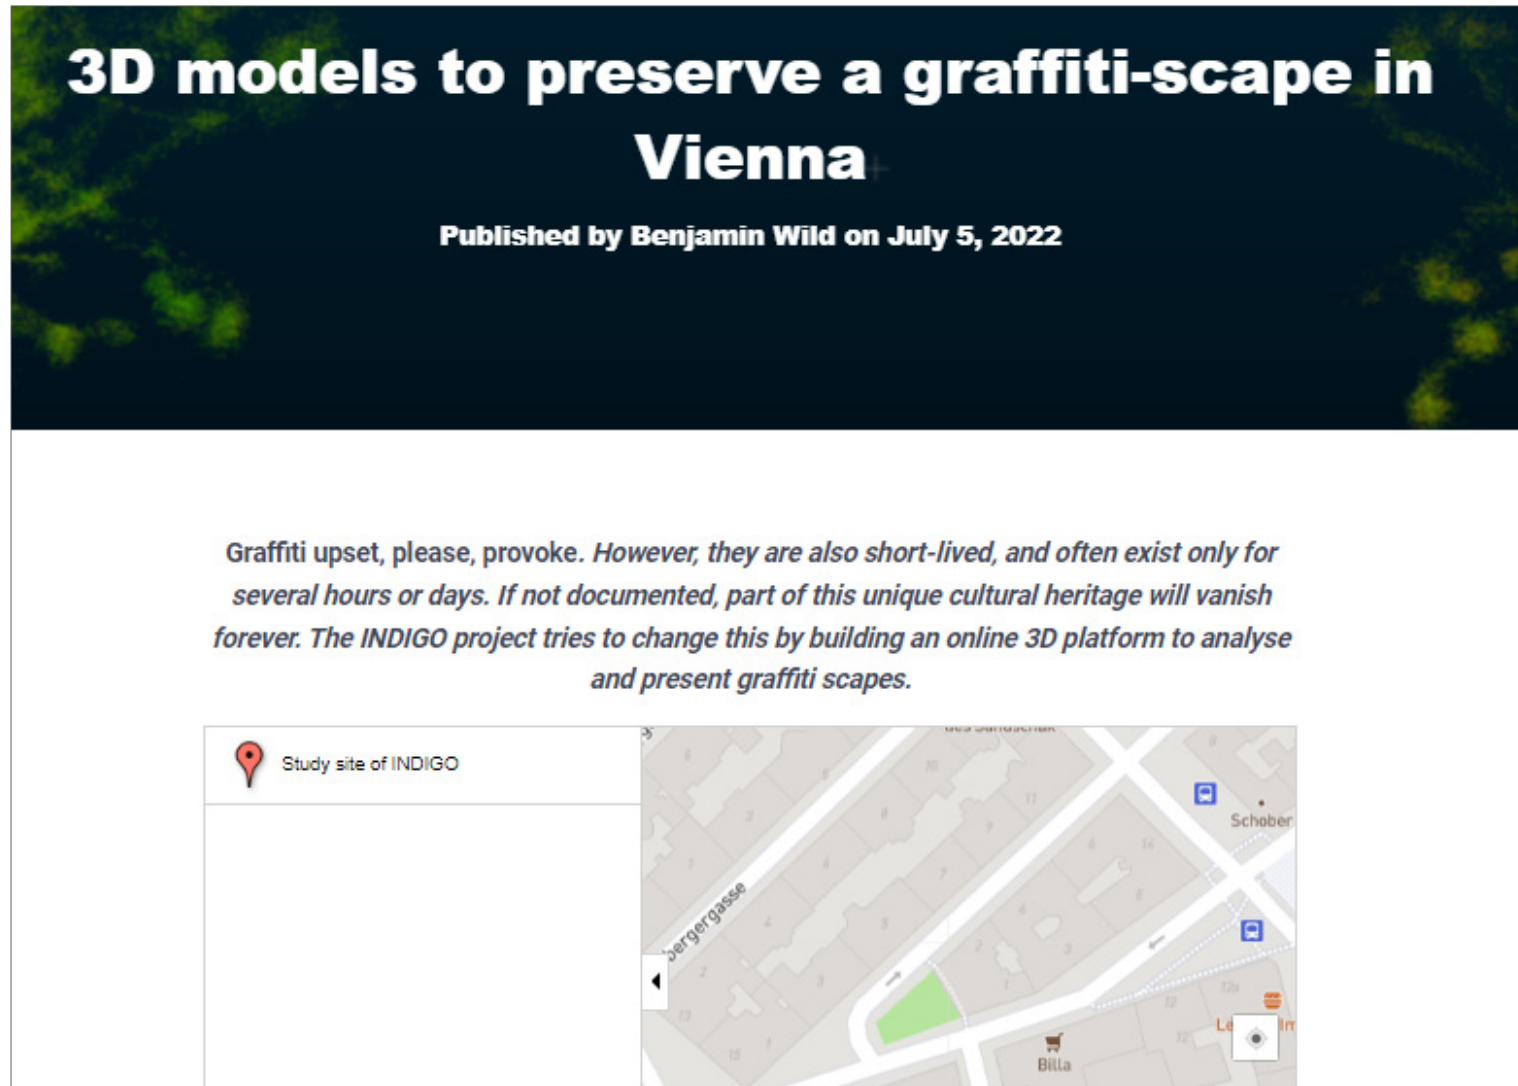 3D models to preserve a graffiti-scape in
Vienna
Published by Benjamin Wild on July 5, 2022
Graffiti upset, please, provoke. However, they are also short-lived, and often exist only for
several hours or days. If not documented, part of this unique cultural heritage will vanish
forever. The INDIGO project tries to change this by building an online 3D platform to analyse
and present graffiti scapes.
Study site of INDIGO
Schober
bergergasse
Billa